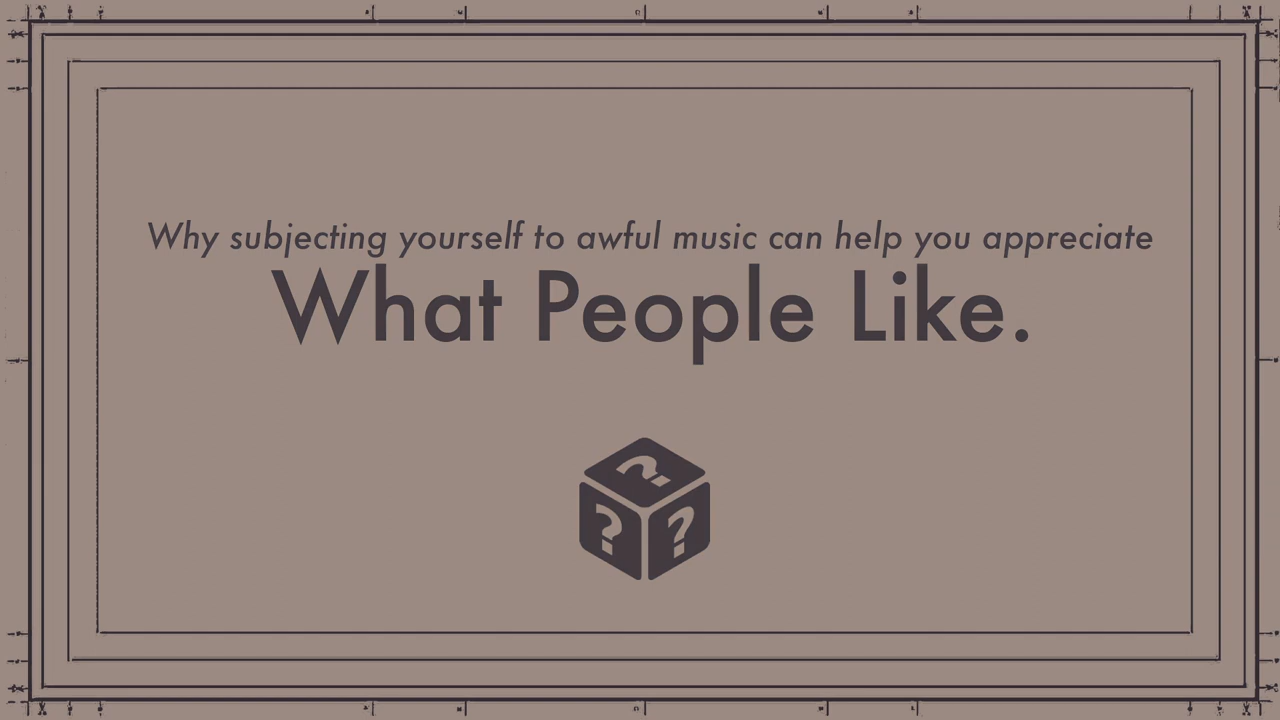 Why subjecting yourself to awful music can help you appreciate
What People Like.
?
? ?